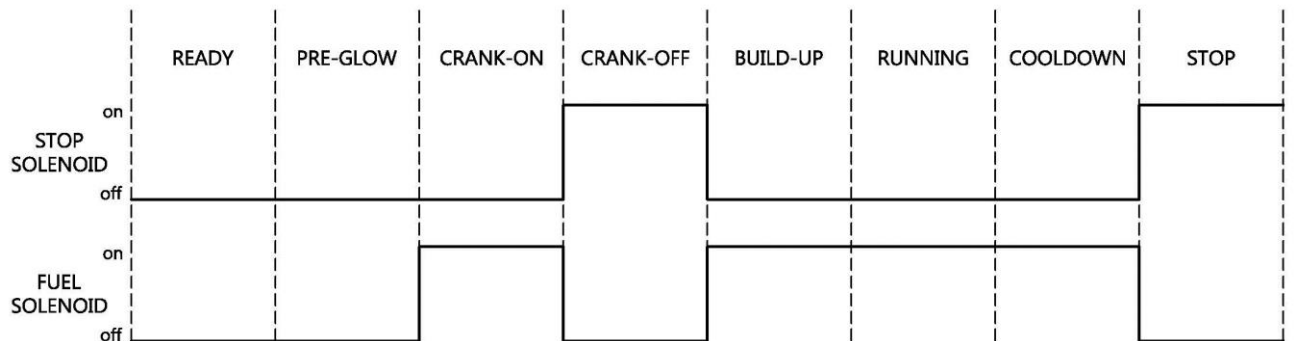 READY PRE-GLOW CRANK-ON CRANK-OFF BUILD-UP RUNNING COOLDOWN STOP
on
STOP
SOLENOID
off
on
FUEL
SOLENOID
off